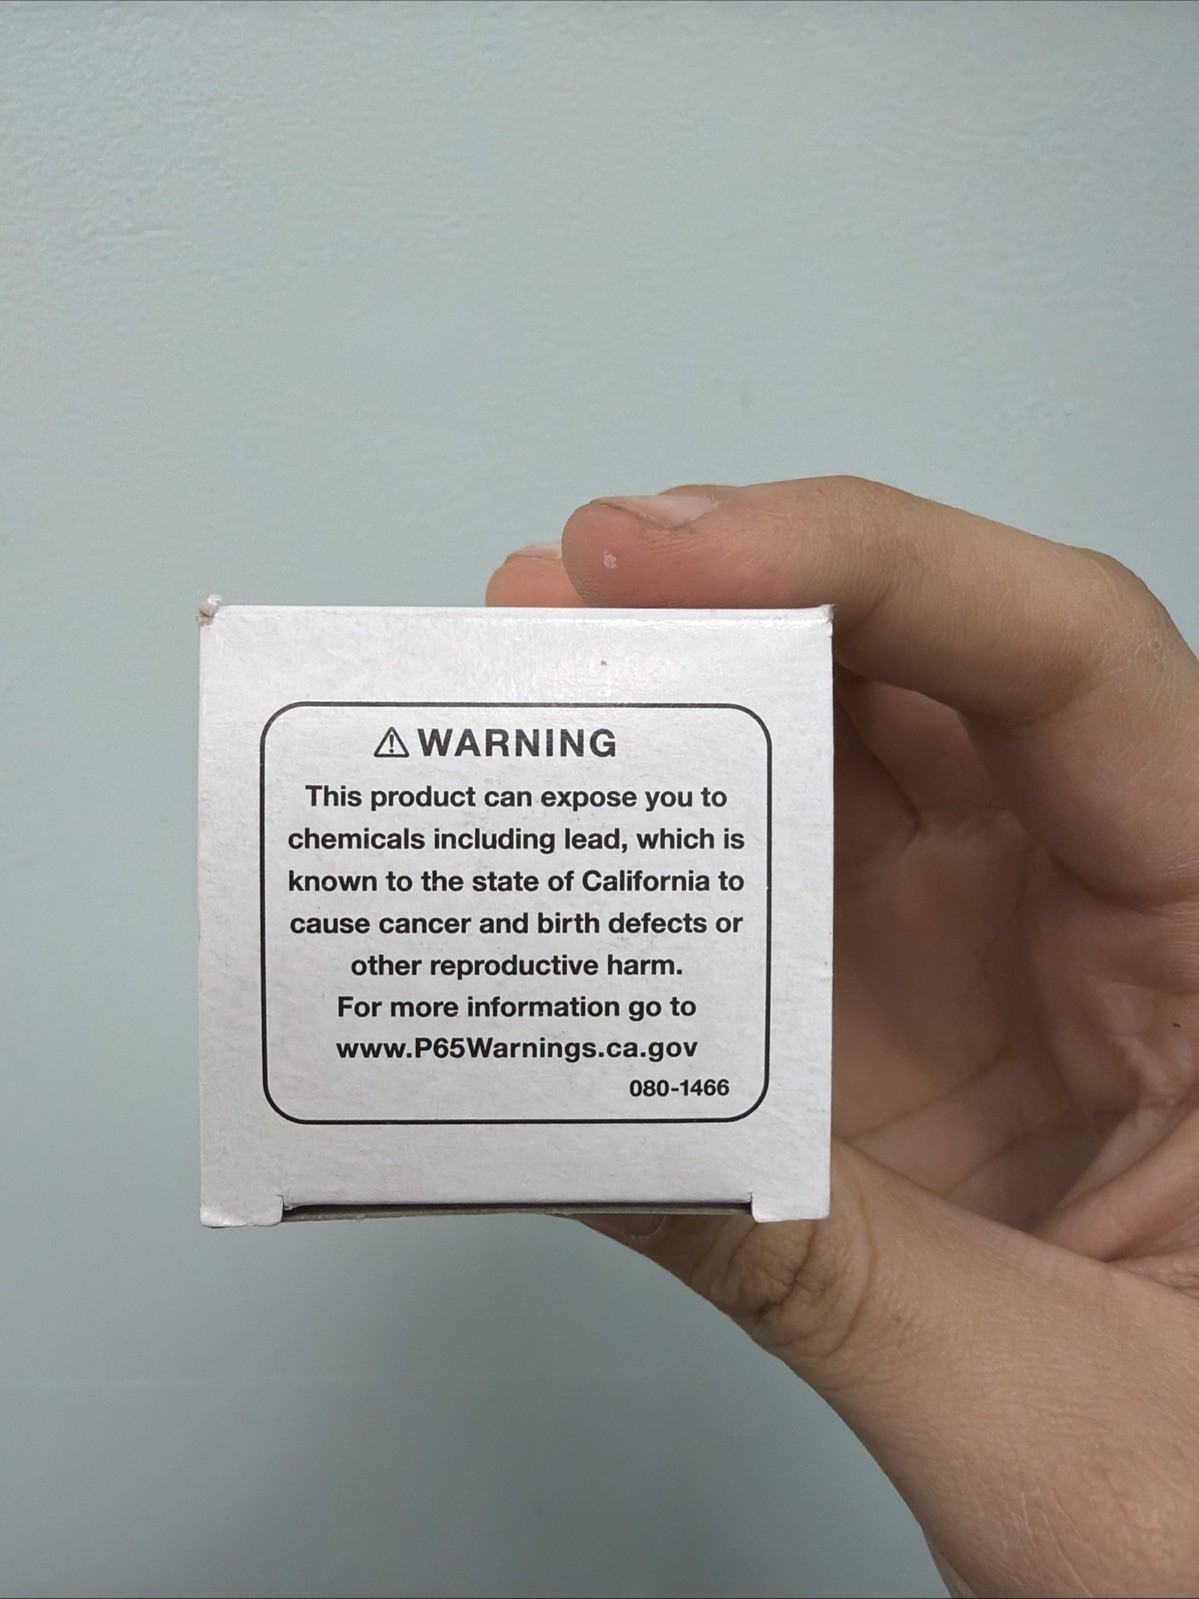 ⚠ WARNING
This product can expose you to
chemicals including lead, which is
known to the state of California to
cause cancer and birth defects or
other reproductive harm.
For more information go to
www.P65Warnings.ca.gov
080-1466